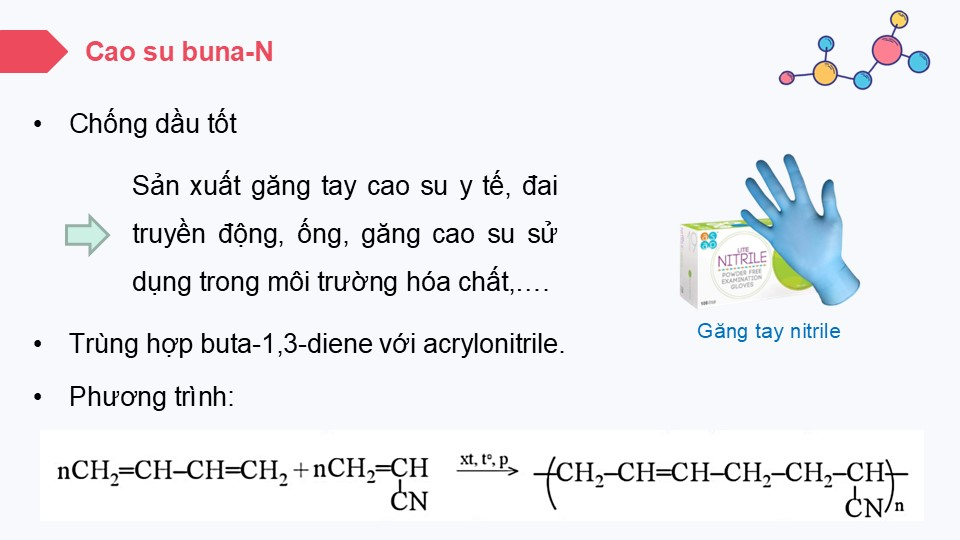 Cao su buna-N
• Chống dầu tốt
Sản xuất găng tay cao su y tế, đai
truyền động, ống, găng cao su sử
dụng trong môi trường hóa chất,….
LITE
NITRILE
POWDER FREE
EXAMINATION
GLOVES
Găng tay nitrile
• Trùng hợp buta-1,3-diene với acrylonitrile.
• Phương trình:
nCH₂=CH–CH=CH₂ + nCH₂=CH xt, tº, p (CH₂–CH=CH–CH₂–CH₂–CH)n
CN CN